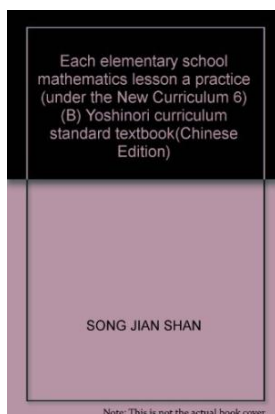 Each elementary school
mathematics lesson a practice
(under the New Curriculum 6)
(B) Yoshinori curriculum
standard textbook(Chinese
Edition)
SONG JIAN SHAN
Note: This is not the actual book cover